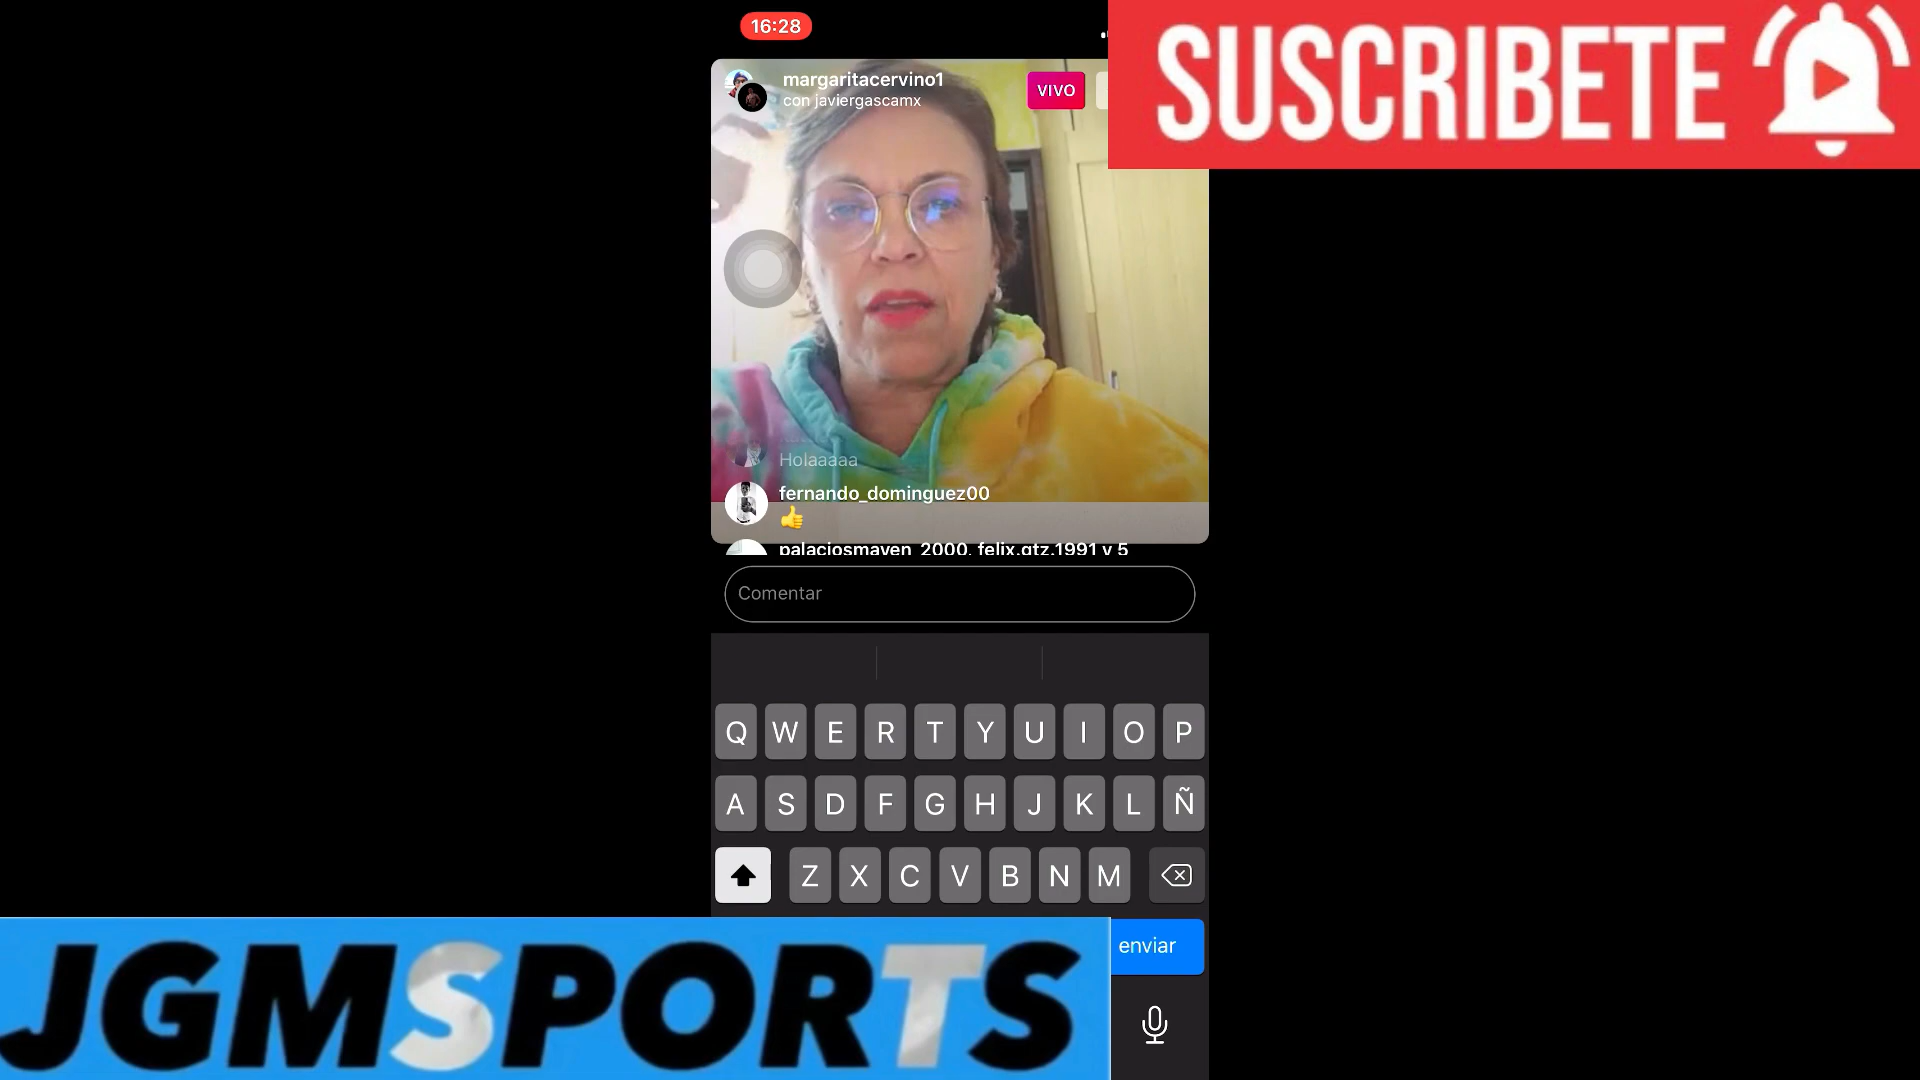 16:28
SUSCRIBETE
margaritacervino1
con javiergascamx
VIVO
Holaaaaa
fernando_dominguez00
👍
palaciosmaven_2000, felix.gtz.1991 y 5
Comentar
Q W E R T Y U I O P
A S D F G H J K L Ñ
Z X C V B N M
enviar
JGMSPORTS